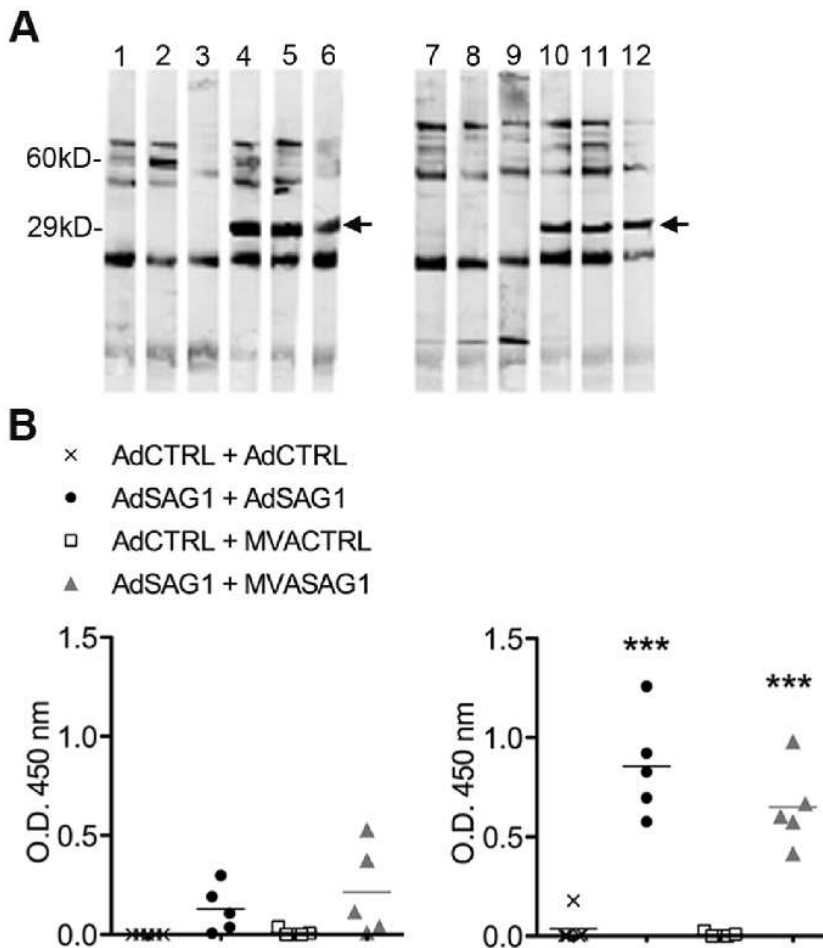 A
1 2 3 4 5 6 7 8 9 10 11 12
60kD-
29kD-
B
× AdCTRL + AdCTRL
● AdSAG1 + AdSAG1
□ AdCTRL + MVACTRL
▲ AdSAG1 + MVASAG1
O.D. 450 nm
1.5
1.0
0.5
0.0
O.D. 450 nm
1.5
1.0
0.5
0.0
***
***